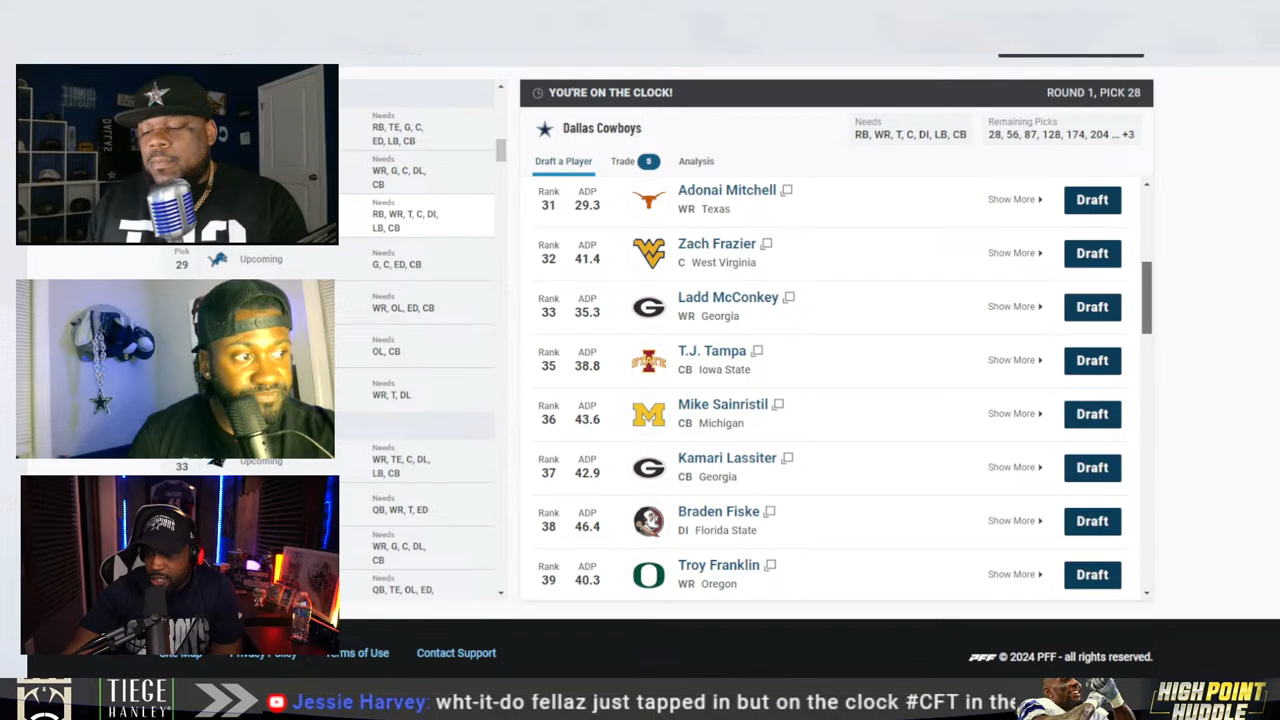 YOU'RE ON THE CLOCK!
ROUND 1, PICK 28
Dallas Cowboys
Needs
RB, WR, T, C, DI, LB, CB
Remaining Picks
28, 56, 87, 128, 174, 204 ... +3
Draft a Player
Trade 5
Analysis
Rank 31 ADP 29.3 Adonai Mitchell WR Texas Show More Draft
Rank 32 ADP 41.4 Zach Frazier C West Virginia Show More Draft
Rank 33 ADP 35.3 Ladd McConkey WR Georgia Show More Draft
Rank 35 ADP 38.8 T.J. Tampa CB Iowa State Show More Draft
Rank 36 ADP 43.6 Mike Sainristil CB Michigan Show More Draft
Rank 37 ADP 42.9 Kamari Lassiter CB Georgia Show More Draft
Rank 38 ADP 46.4 Braden Fiske DI Florida State Show More Draft
Rank 39 ADP 40.3 Troy Franklin WR Oregon Show More Draft
Needs
RB, TE, G, C,
ED, LB, CB
Needs
WR, G, C, DL,
CB
Needs
RB, WR, T, C, DI,
LB, CB
Pick
29
Upcoming
Needs
G, C, ED, CB
Needs
WR, OL, ED, CB
Needs
OL, CB
Needs
WR, T, DL
33
Upcoming
Needs
WR, TE, C, DL,
LB, CB
Needs
QB, WR, T, ED
Needs
WR, G, C, DL,
CB
Needs
QB, TE, OL, ED,
Site Map
Privacy Policy
Terms of Use
Contact Support
PFF © 2024 PFF - all rights reserved.
TIEGE
HANLEY
Jessie Harvey: wht-it-do fellaz just tapped in but on the clock #CFT in the
HIGH POINT
HUDDLE